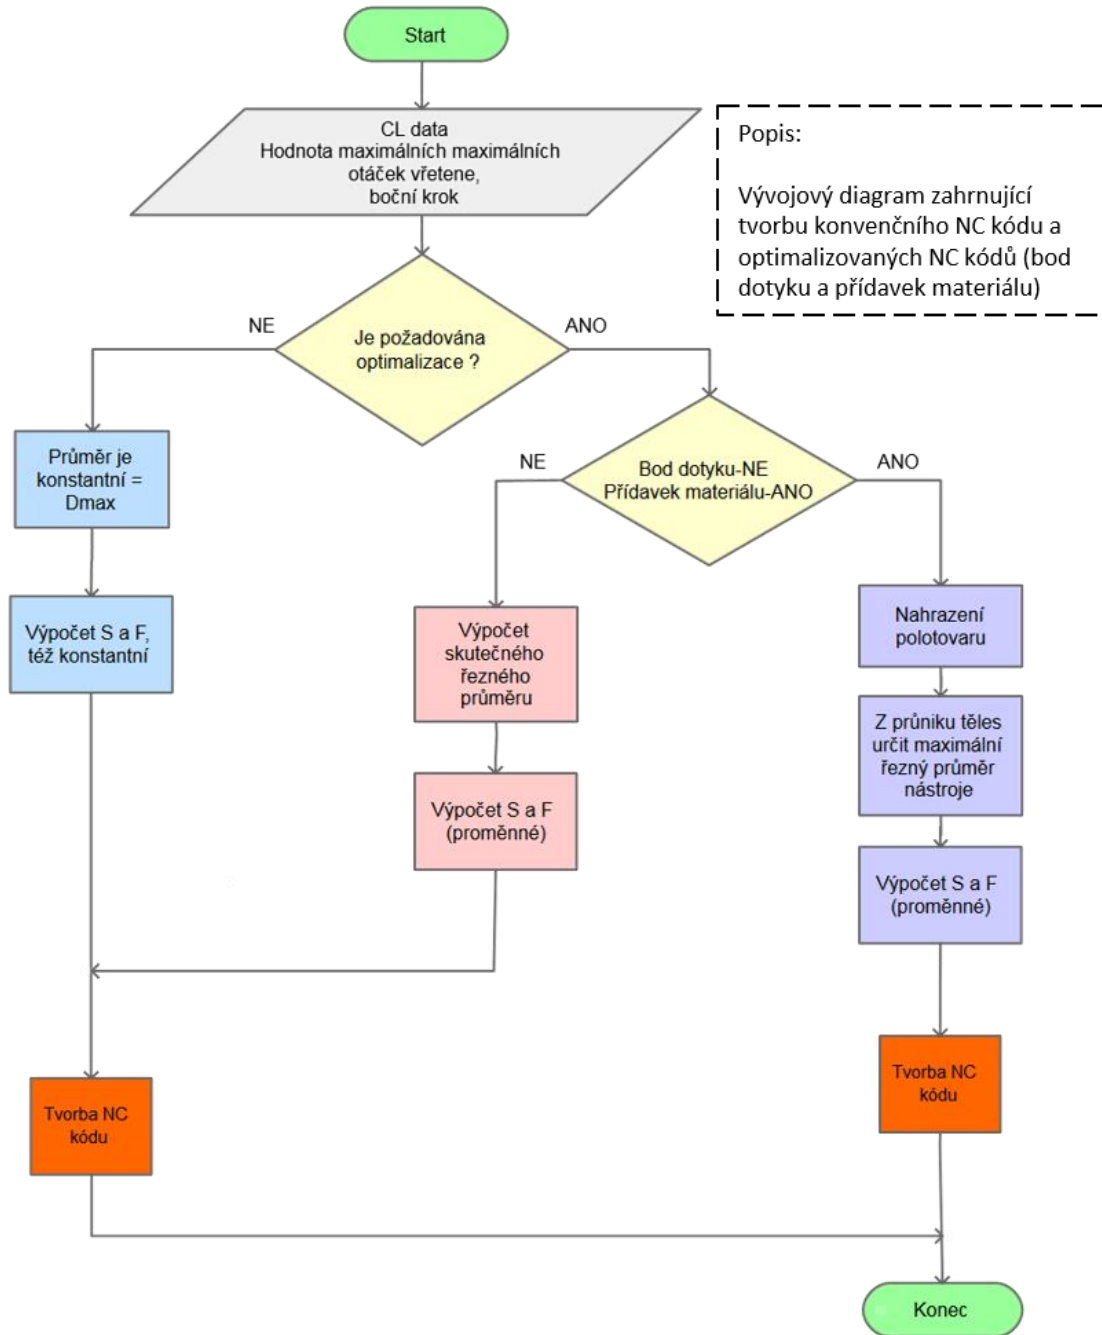 Start
CL data
Hodnota maximálních maximálních
otáček vřetene,
boční krok
Popis:
Vývojový diagram zahrnující
tvorbu konvenčního NC kódu a
optimalizovaných NC kódů (bod
dotyku a přídavek materiálu)
NE
ANO
Je požadována
optimalizace ?
Průměr je
konstantní =
Dmax
NE
ANO
Bod dotyku-NE
Přídavek materiálu-ANO
Výpočet S a F,
též konstantní
Výpočet
skutečného
řezného
průměru
Nahrazení
polotovaru
Z průniku těles
určit maximální
řezný průměr
nástroje
Výpočet S a F
(proměnné)
Výpočet S a F
(proměnné)
Tvorba NC
kódu
Tvorba NC
kódu
Konec